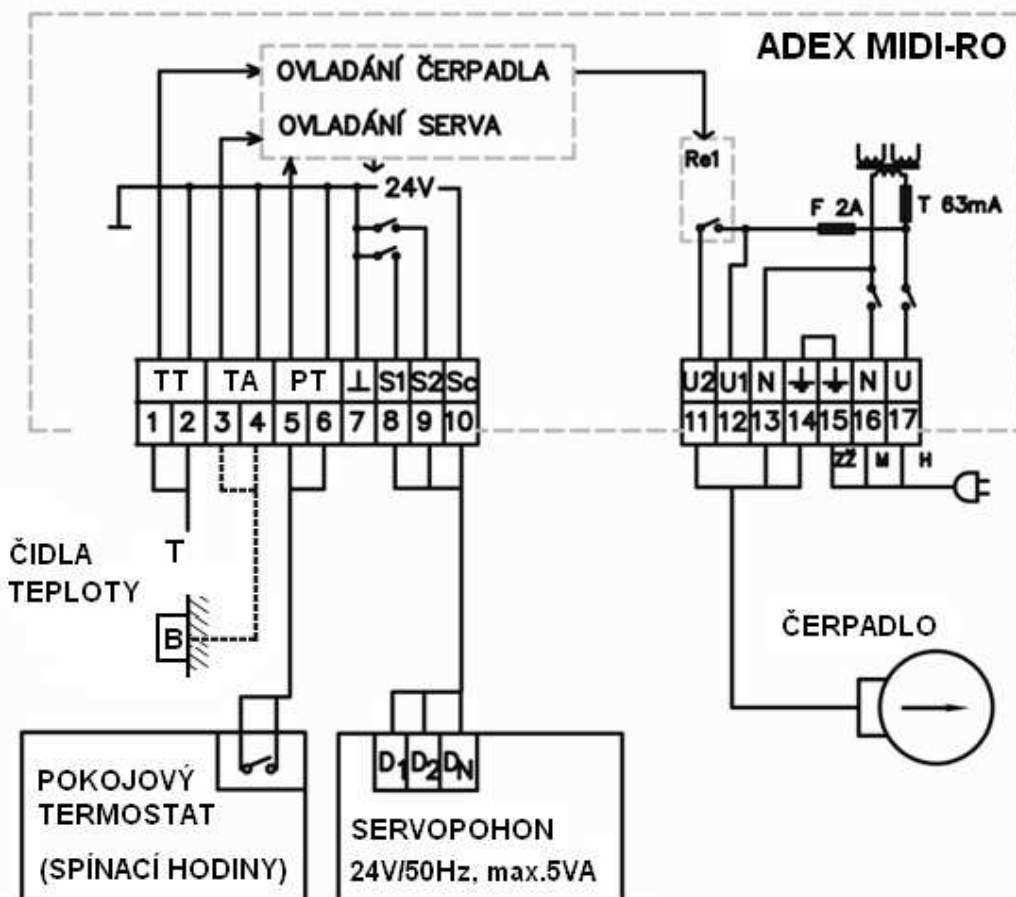 ADEX MIDI-RO
OVLADÁNÍ ČERPADLA
OVLADÁNÍ SERVA
24V
Re1
F 2A
T 63mA
TT TA PT ⊥ S1 S2 Sc
1 2 3 4 5 6 7 8 9 10
U2 U1 N ⏚ ⏚ N U
11 12 13 14 15 16 17
ZŽ M H
ČIDLA
TEPLOTY
T
B
ČERPADLO
D1 D2 DN
POKOJOVÝ
TERMOSTAT
(SPÍNACÍ HODINY)
SERVOPOHON
24V/50Hz, max.5VA